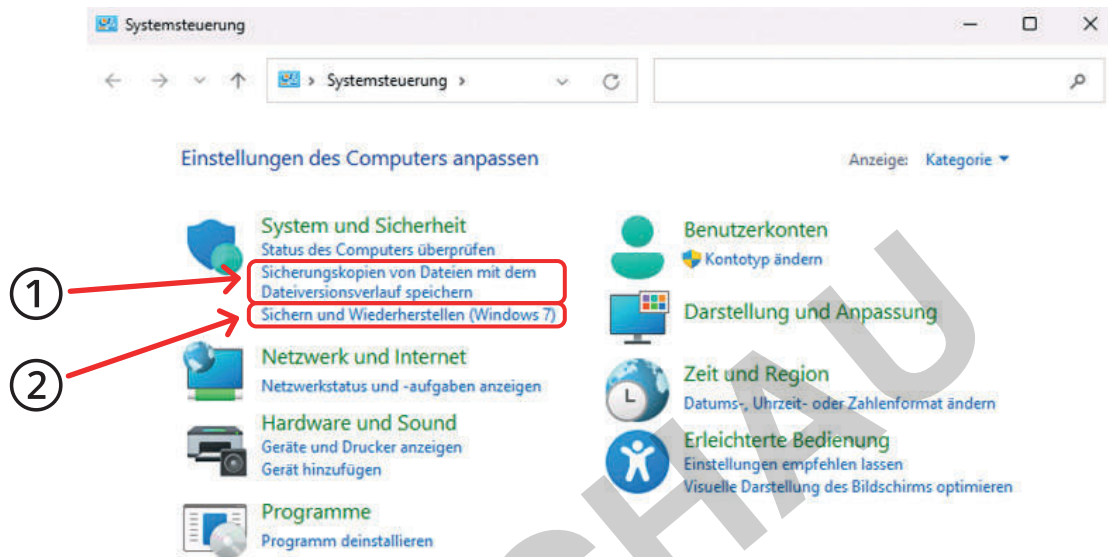 Systemsteuerung
Systemsteuerung
Einstellungen des Computers anpassen
Anzeige: Kategorie
System und Sicherheit
Status des Computers überprüfen
Sicherungskopien von Dateien mit dem
Dateiversionsverlauf speichern
Sichern und Wiederherstellen (Windows 7)
1
2
Netzwerk und Internet
Netzwerkstatus und -aufgaben anzeigen
Hardware und Sound
Geräte und Drucker anzeigen
Gerät hinzufügen
Programme
Programm deinstallieren
Benutzerkonten
Kontotyp ändern
Darstellung und Anpassung
Zeit und Region
Datums-, Uhrzeit- oder Zahlenformat ändern
Erleichterte Bedienung
Einstellungen empfehlen lassen
Visuelle Darstellung des Bildschirms optimieren
CHAU